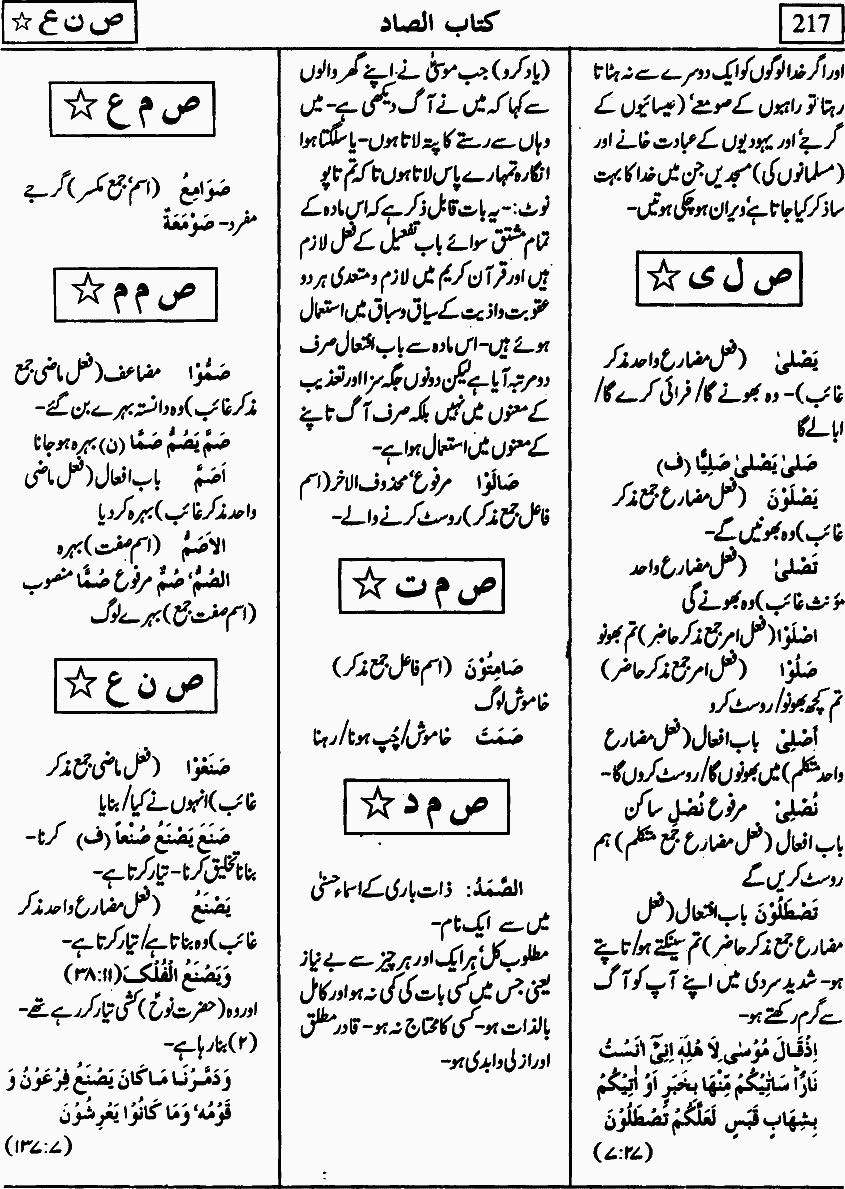 217
کتاب الصاد
ص ن ع ☆
اور اگر خدا لوگوں کو ایک دوسرے سے نہ ہٹاتا
رہتا تو راہبوں کے صومعے' (عیسائیوں کے
گرجے' اور یہودیوں کے عبادت خانے اور
(مسلمانوں کی) مسجدیں جن میں خدا کا بہت
سا ذکر کیا جاتا ہے' ویران ہو چکی ہوتیں-
ص ل ی ☆
یَصْلیٰ (فعل مضارع واحد مذکر
غائب)- وہ بھونے گا/ فرائی کرے گا/
ابالے گا
صَلیٰ یَصْلیٰ صَلِیًّا (ف)
یَصْلَوْنَ (فعل مضارع جمع مذکر
غائب) وہ بھونیں گے-
تَصْلیٰ (فعل مضارع واحد
مؤنث غائب) وہ بھونے گی
اصْلَوْا (فعل امر جمع مذکر حاضر) تم بھونو
صَلُّوْا (فعل امر جمع مذکر حاضر)
تم کچھ بھونو/ روسٹ کرو
أُصْلِیْ باب افعال (فعل مضارع
واحد متکلم) میں بھونوں گا/ روسٹ کروں گا-
نُصْلِیْ مرفوع نُصْلِ ساکن
باب افعال (فعل مضارع جمع متکلم) ہم
روسٹ کریں گے
تَصْطَلُوْنَ باب افتعال (فعل
مضارع جمع مذکر حاضر) تم سینکتے ہو/ تاپتے
ہو- شدید سردی میں اپنے آپ کو آگ
سے گرم رکھتے ہو-
اِذْقَالَ مُوْسٰی لِاَ هْلِهٖ اِنِّیْٓ اٰنَسْتُ
نَارًا سَاٰتِیْکُمْ مِّنْهَا بِخَبَرٍ اَوْ اٰتِیْکُمْ
بِشِهَابٍ قَبَسٍ لَعَلَّکُمْ تَصْطَلُوْنَ
(۷:۲۷)
(یاد کرو) جب موسیٰؑ نے اپنے گھر والوں
سے کہا کہ میں نے آگ دیکھی ہے- میں
وہاں سے رستے کا پتہ لاتا ہوں- یا سلگتا ہوا
انگارہ تمہارے پاس لاتا ہوں تاکہ تم تاپو
نوٹ:- یہ بات قابل ذکر ہے کہ اس مادہ کے
تمام مشتق سوائے باب تفعیل کے فعل لازم
ہیں اور قرآن کریم میں لازم و متعدی ہر دو
عقوبت و اذیت کے سیاق و سباق میں استعمال
ہوئے ہیں- اس مادہ سے باب افتعال صرف
دو مرتبہ آیا ہے لیکن دونوں جگہ سزا اور تعذیب
کے معنوں میں نہیں بلکہ صرف آگ تاپنے
کے معنوں میں استعمال ہوا ہے-
صَالُوْا مرفوع' محذوف الاخر (اسم
فاعل جمع مذکر) روسٹ کرنے والے-
ص م ت ☆
صَامِتُوْنَ (اسم فاعل جمع مذکر)
خاموش لوگ
صَمَتَ خاموش/ چُپ ہونا/ رہنا
ص م د ☆
الصَّمَدُ: ذات باری کے اسماء حسنٰی
میں سے ایک نام-
مطلوب کل' ہر ایک اور ہر چیز سے بے نیاز
یعنی جس میں کسی بات کی کمی نہ ہو اور کامل
بالذات ہو- کسی کا محتاج نہ ہو- قادر مطلق
اور ازلی و ابدی ہو-
ص م ع ☆
صَوَامِعُ (اسم' جمع مکسر) گرجے
مفرد- صَوْمَعَةٌ
ص م م ☆
صَمُّوْا مضاعف (فعل ماضی جمع
مذکر غائب) وہ دانستہ بہرے بن گئے-
صَمَّ یَصُمُّ صَمًّا (ن) بہرہ ہو جانا
اَصَمَّ باب افعال (فعل ماضی
واحد مذکر غائب) بہرہ کر دیا
الاَصَمُّ (اسم صفت) بہرہ
الصُّمُّ' صُمٌّ مرفوع صُمًّا منصوب
(اسم صفت جمع) بہرے لوگ
ص ن ع ☆
صَنَعُوْا (فعل ماضی جمع مذکر
غائب) انہوں نے کیا/ بنایا
صَنَعَ یَصْنَعُ صُنْعاً (ف) کرنا-
بنانا تخلیق کرنا- تیار کرتا ہے-
یَصْنَعُ (فعل مضارع واحد مذکر
غائب) وہ بناتا ہے/ تیار کرتا ہے-
وَیَصْنَعُ الْفُلْکَ (۳۸:۱۱)
اور وہ (حضرت نوحؑ) کشتی تیار کر رہے تھے-
(۲) بنا رہا ہے-
وَدَمَّرْنَا مَاکَانَ یَصْنَعُ فِرْعَوْنُ وَ
قَوْمُهٗ' وَمَا کَانُوْا یَعْرِشُوْنَ
(۱۳۷:۷)